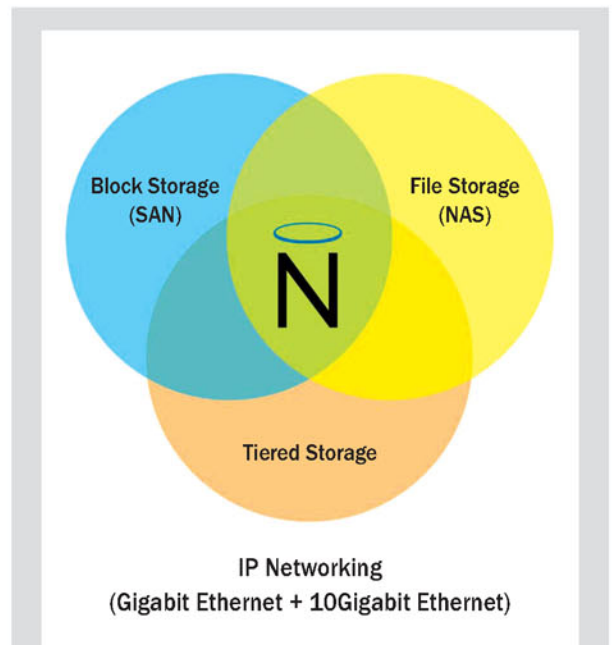 Block Storage
(SAN)
File Storage
(NAS)
N
Tiered Storage
IP Networking
(Gigabit Ethernet + 10Gigabit Ethernet)